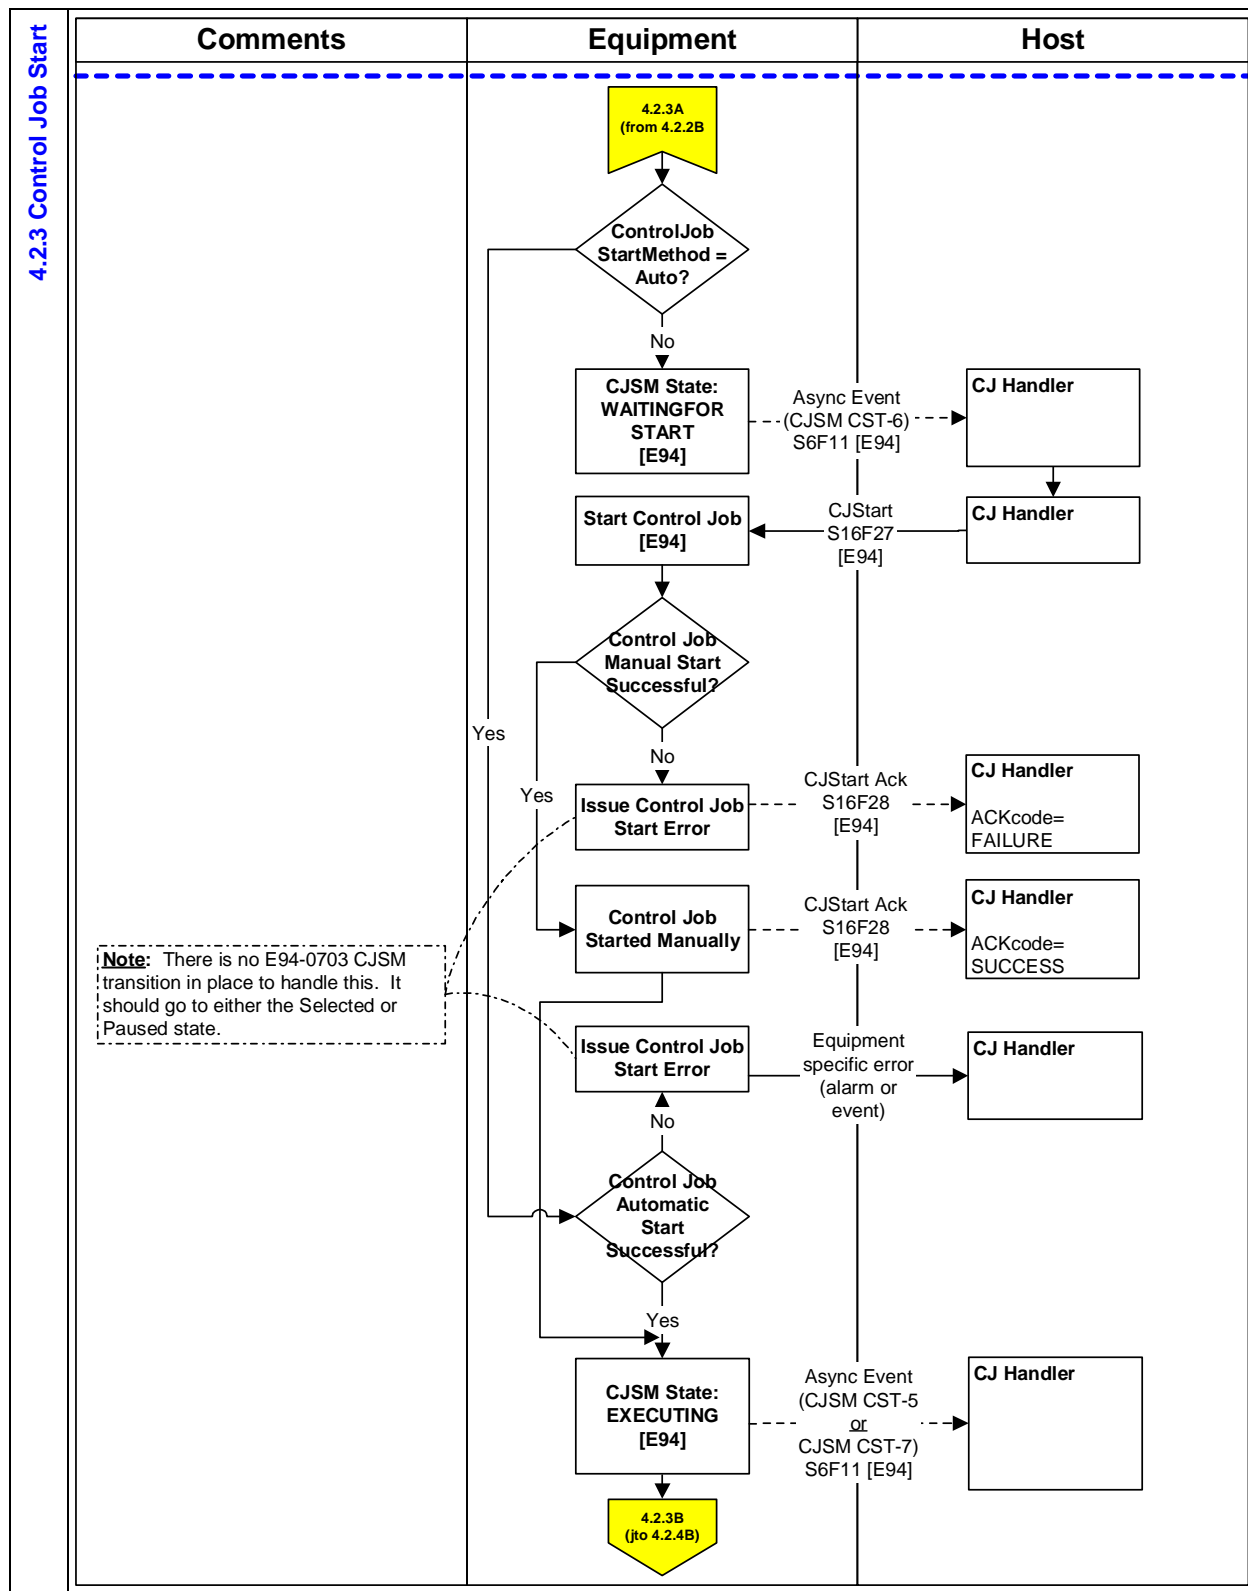 4.2.3 Control Job Start
Comments
Equipment
Host
4.2.3A
(from 4.2.2B
ControlJob
StartMethod =
Auto?
No
CJSM State:
WAITINGFOR
START
[E94]
Async Event
(CJSM CST-6)
S6F11 [E94]
CJ Handler
Start Control Job
[E94]
CJStart
S16F27
[E94]
CJ Handler
Control Job
Manual Start
Successful?
Yes
No
Yes
Issue Control Job
Start Error
CJStart Ack
S16F28
[E94]
CJ Handler
ACKcode=
FAILURE
Control Job
Started Manually
CJStart Ack
S16F28
[E94]
CJ Handler
ACKcode=
SUCCESS
Note: There is no E94-0703 CJSM
transition in place to handle this. It
should go to either the Selected or
Paused state.
Issue Control Job
Start Error
Equipment
specific error
(alarm or
event)
CJ Handler
No
Control Job
Automatic
Start
Successful?
Yes
CJSM State:
EXECUTING
[E94]
Async Event
(CJSM CST-5
or
CJSM CST-7)
S6F11 [E94]
CJ Handler
4.2.3B
(jto 4.2.4B)